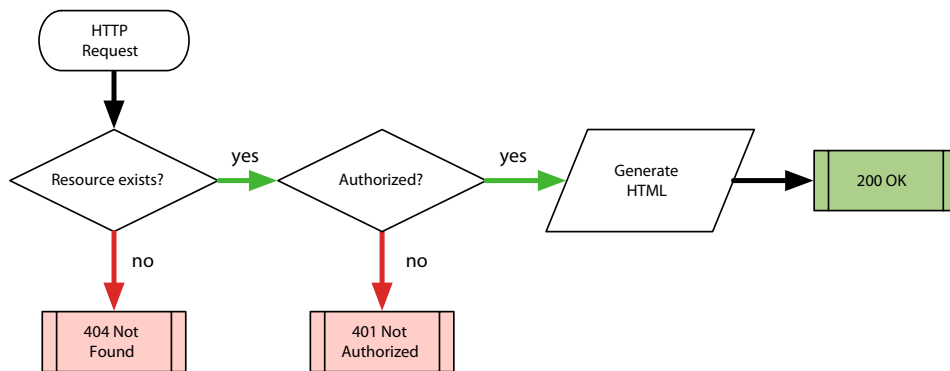 HTTP
Request
Resource exists?
yes
Authorized?
yes
Generate
HTML
200 OK
no
no
404 Not
Found
401 Not
Authorized